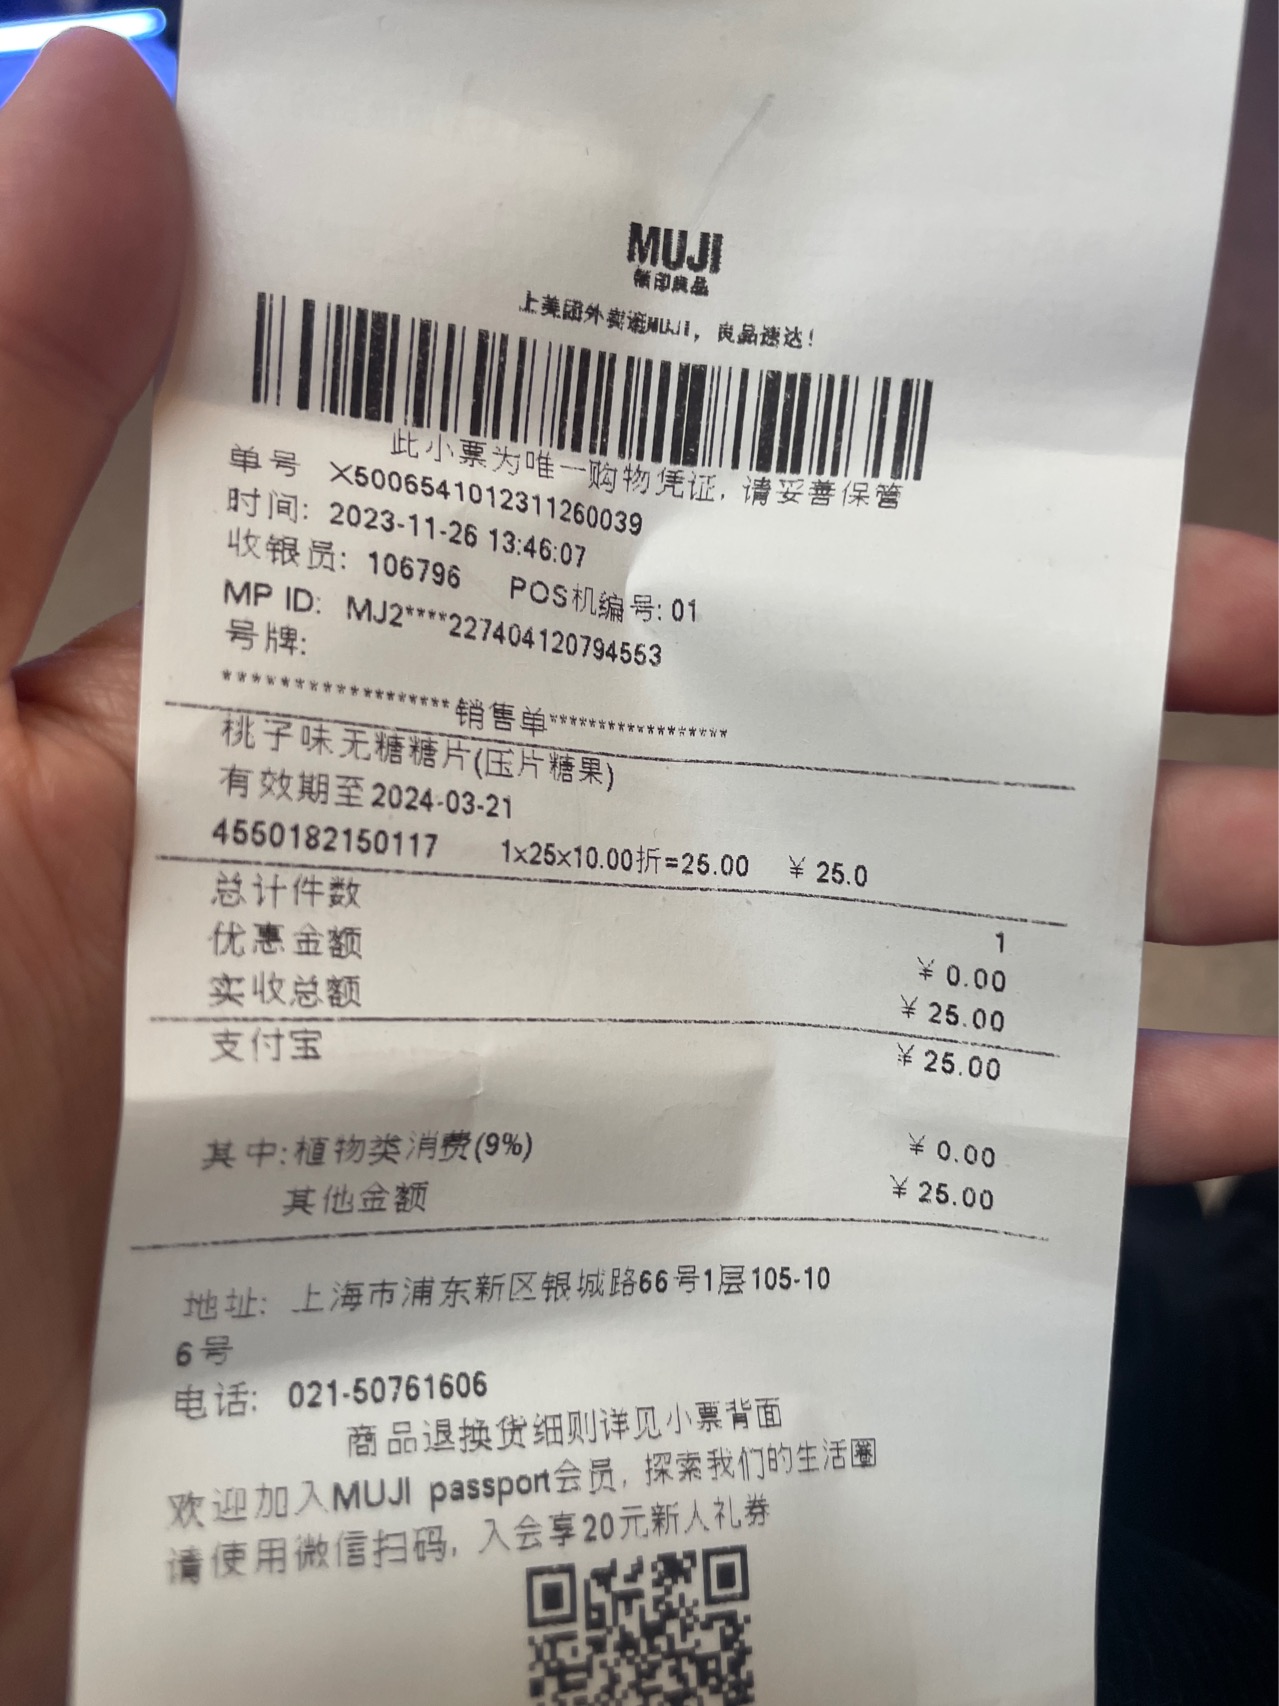 MUJI
無印良品
上美团外卖逛MUJI，良品速达！
此小票为唯一购物凭证，请妥善保管
单号 X5006541012311260039
时间: 2023-11-26 13:46:07
收银员: 106796 POS机编号: 01
MP ID: MJ2****227404120794553
号牌:
*******************销售单*****************
桃子味无糖糖片(压片糖果)
有效期至2024-03-21
4550182150117 1x25x10.00折=25.00 ¥ 25.0
总计件数 1
优惠金额 ¥ 0.00
实收总额 ¥ 25.00
支付宝 ¥ 25.00
其中:植物类消费(9%) ¥ 0.00
其他金额 ¥ 25.00
地址: 上海市浦东新区银城路66号1层105-10
6号
电话: 021-50761606
商品退换货细则详见小票背面
欢迎加入MUJI passport会员, 探索我们的生活圈
请使用微信扫码, 入会享20元新人礼券